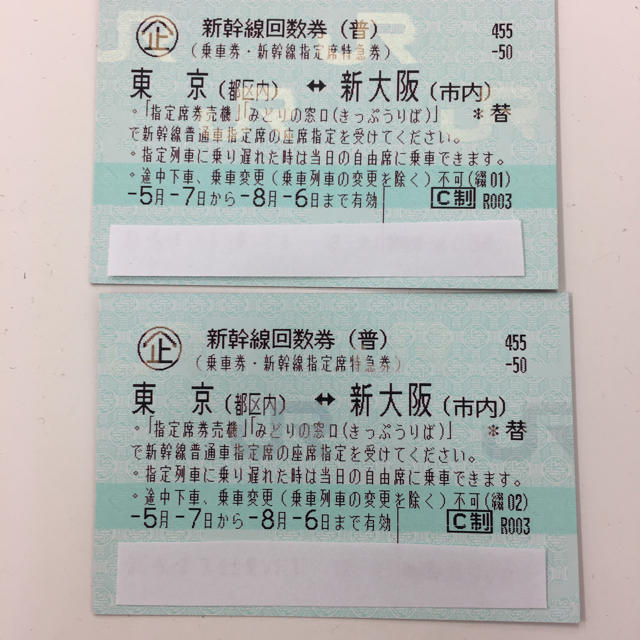 企 新幹線回数券(普) 455
(乗車券・新幹線指定席特急券) -50
東 京(都区内) ↔ 新大阪(市内)
・「指定席券売機」「みどりの窓口(きっぷうりば)」 *替
で新幹線普通車指定席の座席指定を受けてください。
・指定列車に乗り遅れた時は当日の自由席に乗車できます。
・途中下車、乗車変更(乗車列車の変更を除く)不可(綴01)
-5月-7日から-8月-6日まで有効 C制 R003
企 新幹線回数券(普) 455
(乗車券・新幹線指定席特急券) -50
東 京(都区内) ↔ 新大阪(市内)
・「指定席券売機」「みどりの窓口(きっぷうりば)」 *替
で新幹線普通車指定席の座席指定を受けてください。
・指定列車に乗り遅れた時は当日の自由席に乗車できます。
・途中下車、乗車変更(乗車列車の変更を除く)不可(綴02)
-5月-7日から-8月-6日まで有効 C制 R003